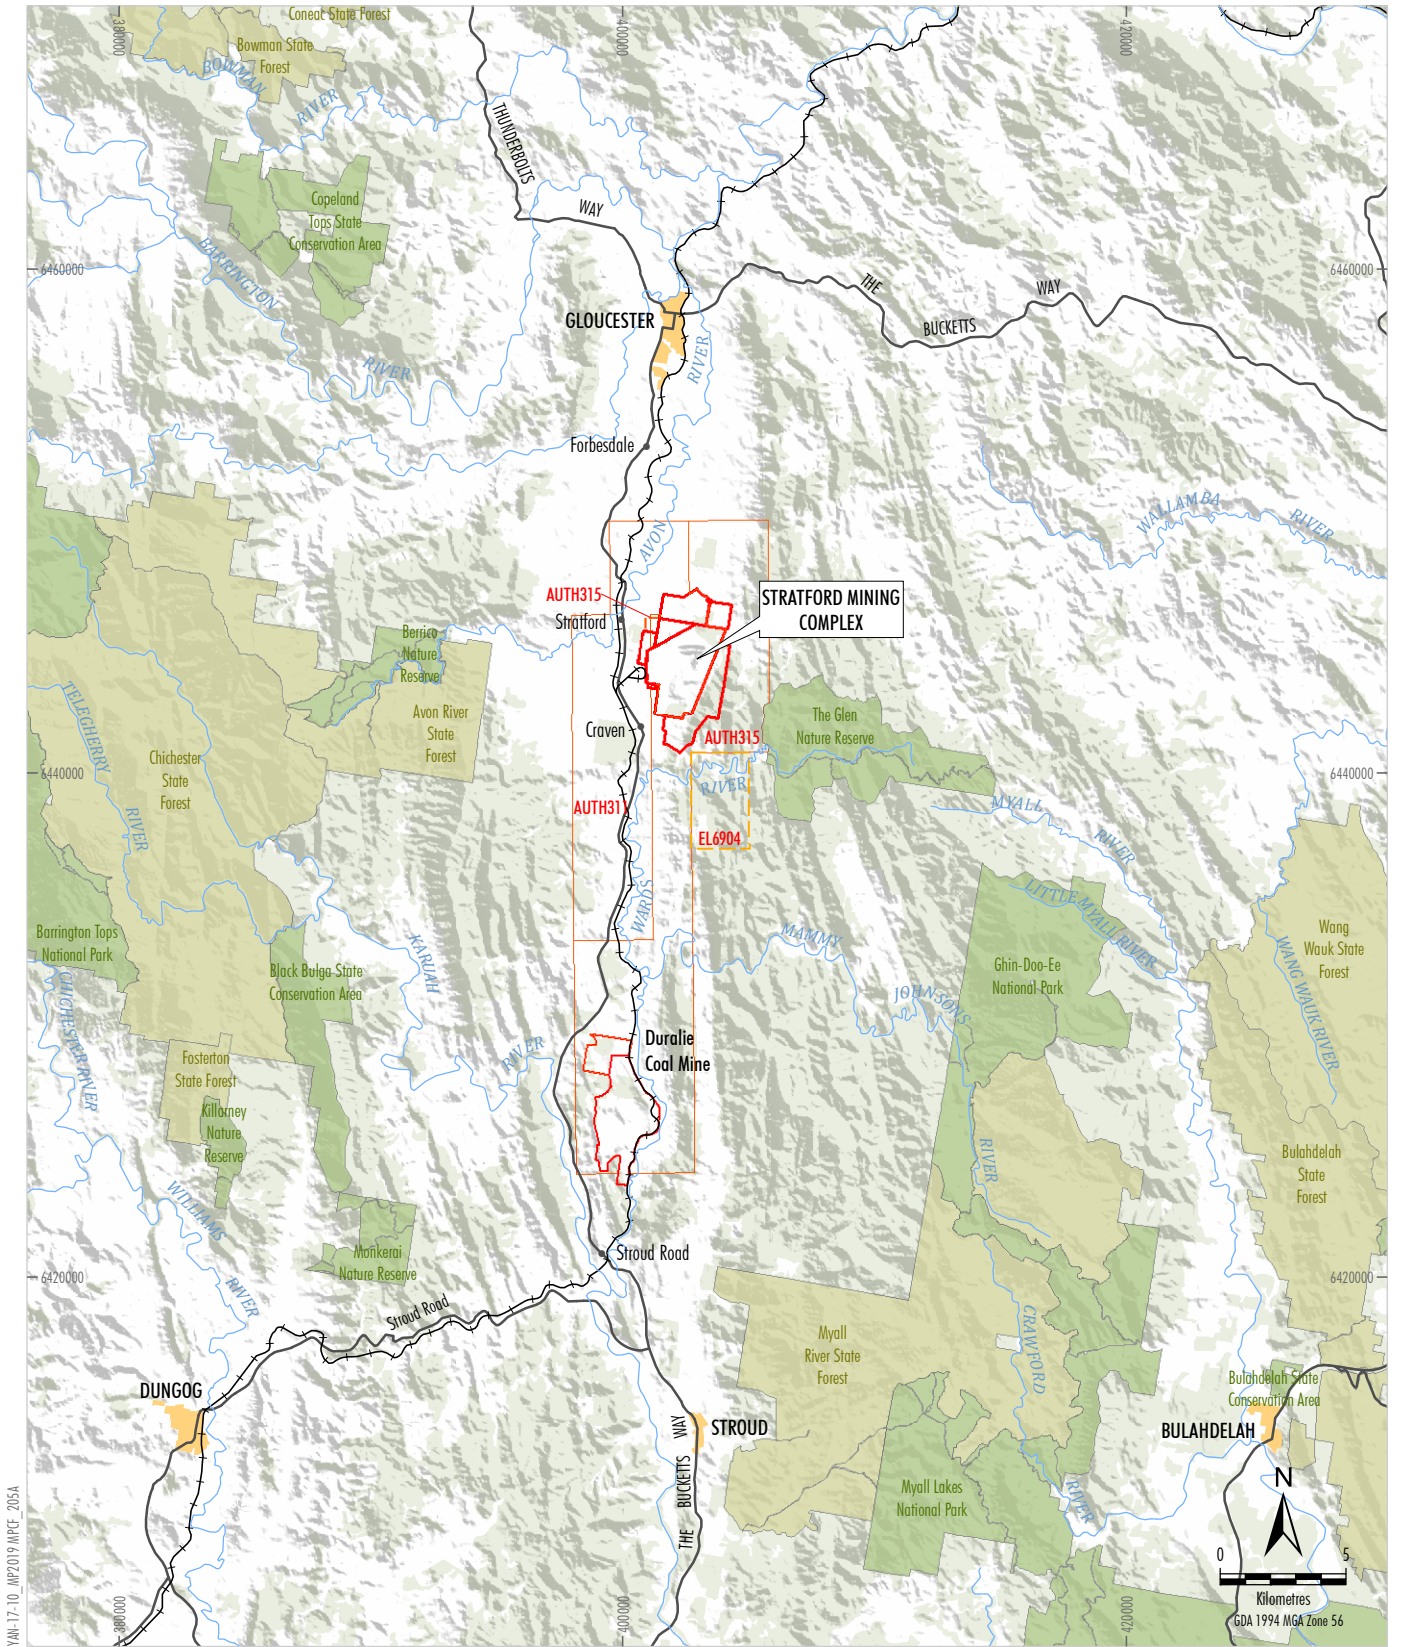 Coneac State Forest
380000
400000
420000
Bowman State
Forest
BOWMAN
RIVER
THUNDERBOLTS
WAY
Copeland
Tops State
Conservation Area
BARRINGTON
RIVER
6460000
6460000
THE
BUCKETTS
WAY
GLOUCESTER
RIVER
Forbesdale
AVON
WALLAMBA
RIVER
AUTH315
Stratford
STRATFORD MINING
COMPLEX
Berrico
Nature
Reserve
Avon River
State
Forest
TELEGHERRY
RIVER
Chichester
State
Forest
Craven
AUTH315
The Glen
Nature Reserve
6440000
6440000
RIVER
AUTH311
EL6904
MYALL
RIVER
LITTLE MYALL RIVER
WARDS
Barrington Tops
National Park
CHICHESTER RIVER
Black Bulga State
Conservation Area
KARUAH
RIVER
MAMMY
JOHNSONS
RIVER
Ghin-Doo-Ee
National Park
Wang
Wauk State
Forest
WANG WAUK RIVER
Duralie
Coal Mine
Fosterton
State Forest
Killarney
Nature
Reserve
WILLIAMS
RIVER
Monkerai
Nature Reserve
Bulahdelah
State
Forest
Stroud Road
6420000
6420000
Stroud Road
Myall
River State
Forest
CRAWFORD
RIVER
DUNGOG
STROUD
THE
BUCKETTS
WAY
Bulahdelah State
Conservation Area
BULAHDELAH
Myall Lakes
National Park
N
0
5
Kilometres
GDA 1994 MGA Zone 56
380000
400000
420000
YAN-17-10_MP2019 MPCF_205A